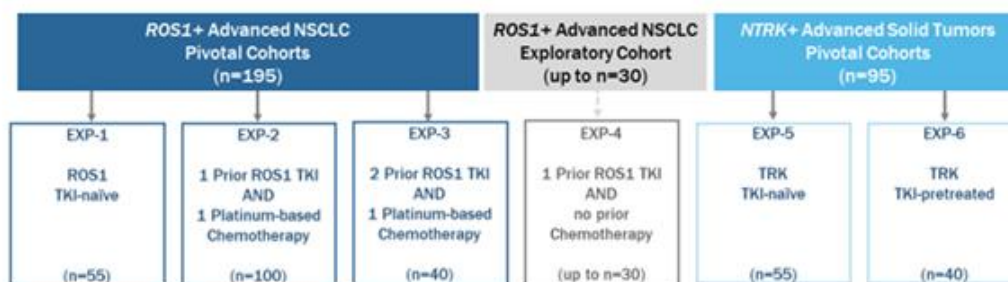 ROS1+ Advanced NSCLC
Pivotal Cohorts
(n=195)
ROS1+ Advanced NSCLC
Exploratory Cohort
(up to n=30)
NTRK+ Advanced Solid Tumors
Pivotal Cohorts
(n=95)
EXP-1
ROS1
TKI-naïve
(n=55)
EXP-2
1 Prior ROS1 TKI
AND
1 Platinum-based
Chemotherapy
(n=100)
EXP-3
2 Prior ROS1 TKI
AND
1 Platinum-based
Chemotherapy
(n=40)
EXP-4
1 Prior ROS1 TKI
AND
no prior
Chemotherapy
(up to n=30)
EXP-5
TRK
TKI-naïve
(n=55)
EXP-6
TRK
TKI-pretreated
(n=40)